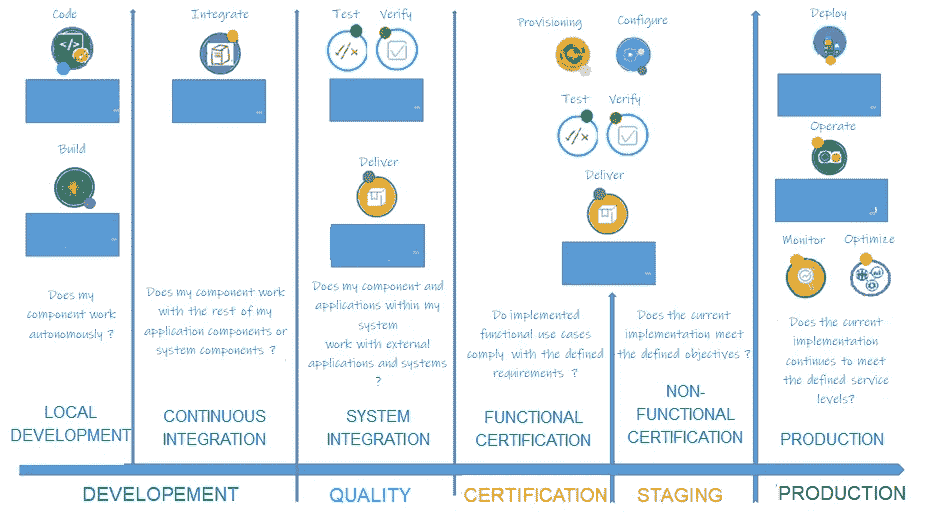 Code
Build
Does my
component work
autonomously ?
LOCAL
DEVELOPMENT
Integrate
Does my component work
with the rest of my
application components or
system components ?
CONTINUOUS
INTEGRATION
Test
Verify
Deliver
Does my component and
applications within my
system
work with external
applications and systems
?
SYSTEM
INTEGRATION
Provisioning
Configure
Test
Verify
Deliver
Do implemented
functional use cases
comply with the defined
requirements ?
FUNCTIONAL
CERTIFICATION
Does the current
implementation meet
the defined objectives ?
NON-
FUNCTIONAL
CERTIFICATION
Deploy
Operate
Monitor
Optimize
Does the current
implementation
continues to meet
the defined service
levels?
PRODUCTION
DEVELOPEMENT
QUALITY
CERTIFICATION
STAGING
PRODUCTION